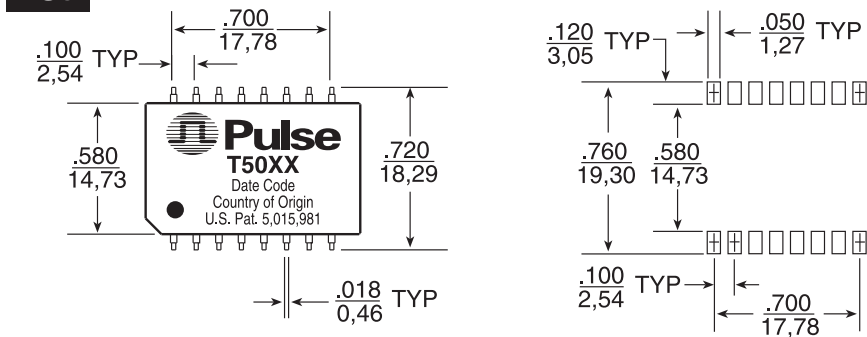 .700
17,78
.100
2,54
TYP
.580
14,73
Pulse
T50XX
Date Code
Country of Origin
U.S. Pat. 5,015,981
.720
18,29
.018
0,46
TYP
.120
3,05
TYP
.050
1,27
TYP
.760
19,30
.580
14,73
.100
2,54
TYP
.700
17,78